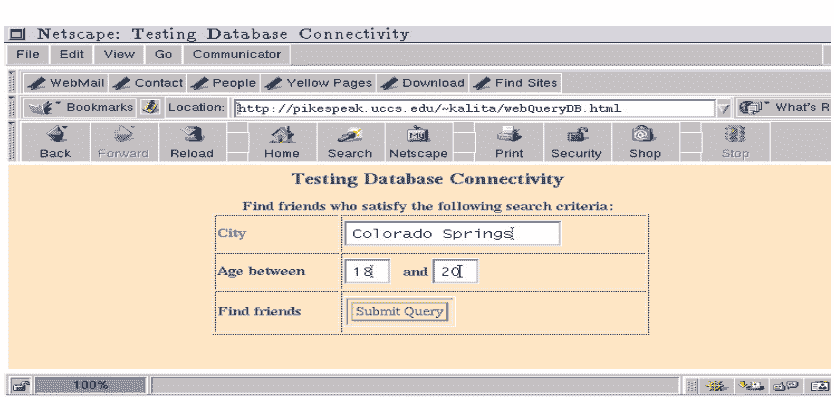 Netscape: Testing Database Connectivity
File Edit View Go Communicator
WebMail Contact People Yellow Pages Download Find Sites
Bookmarks Location: http://pikespeak.uccs.edu/~kalita/webQueryDB.html What's R
Back Forward Reload Home Search Netscape Print Security Shop Stop
Testing Database Connectivity
Find friends who satisfy the following search criteria:
City Colorado Springs
Age between 18 and 20
Find friends Submit Query
100%